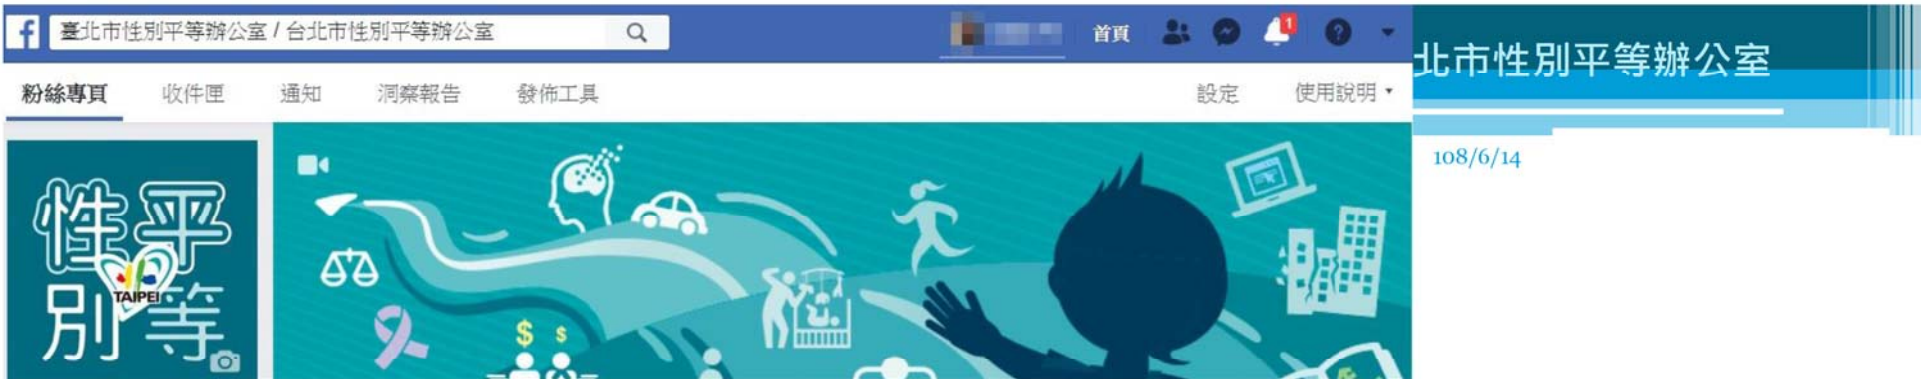 臺北市性別平等辦公室 / 台北市性別平等辦公室
首頁
1
粉絲專頁 收件匣 通知 洞察報告 發佈工具 設定 使用說明
性平
別等
TAIPEI
$ $
北市性別平等辦公室
108/6/14